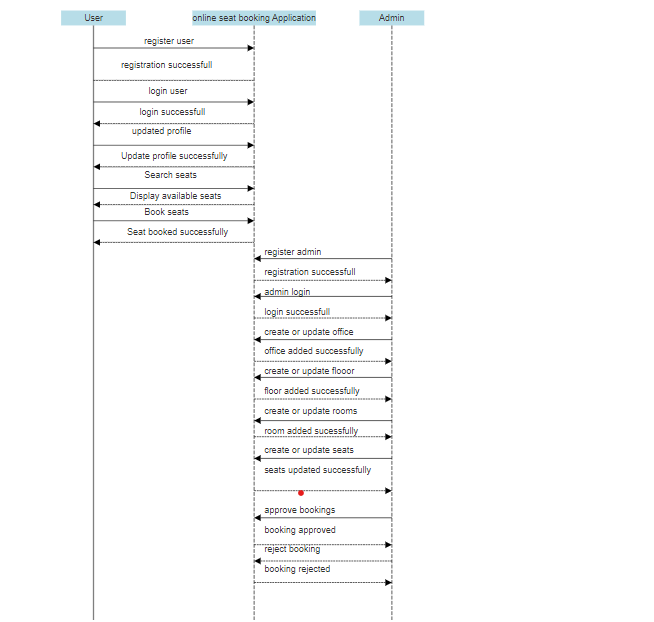 User
online seat booking Application
Admin
register user
registration successfull
login user
login successfull
updated profile
Update profile successfully
Search seats
Display available seats
Book seats
Seat booked successfully
register admin
registration successfull
admin login
login successfull
create or update office
office added successfully
create or update flooor
floor added successfully
create or update rooms
room added sucessfully
create or update seats
seats updated successfully
approve bookings
booking approved
reject booking
booking rejected